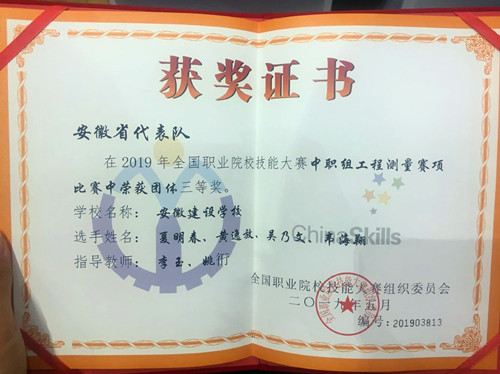 获奖证书
安徽省代表队
在2019年全国职业院校技能大赛中职组工程测量赛项
比赛中荣获团体三等奖。
学校名称：安徽建设学校
选手姓名：夏明春、黄逸敏、吴乃文、韦海翔
ChinaSkills
指导教师：李玉、姚衎
全国职业院校技能大赛组织委员会
二〇一九年五月
编号：201903813